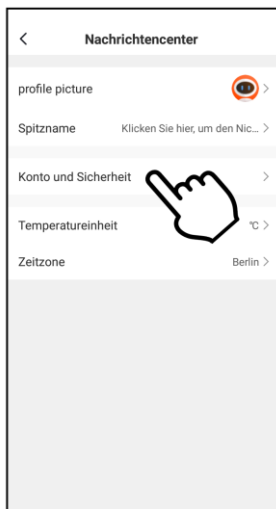 Nachrichtencenter
profile picture
Spitzname Klicken Sie hier, um den Nic...
Konto und Sicherheit
Temperatureinheit °C
Zeitzone Berlin